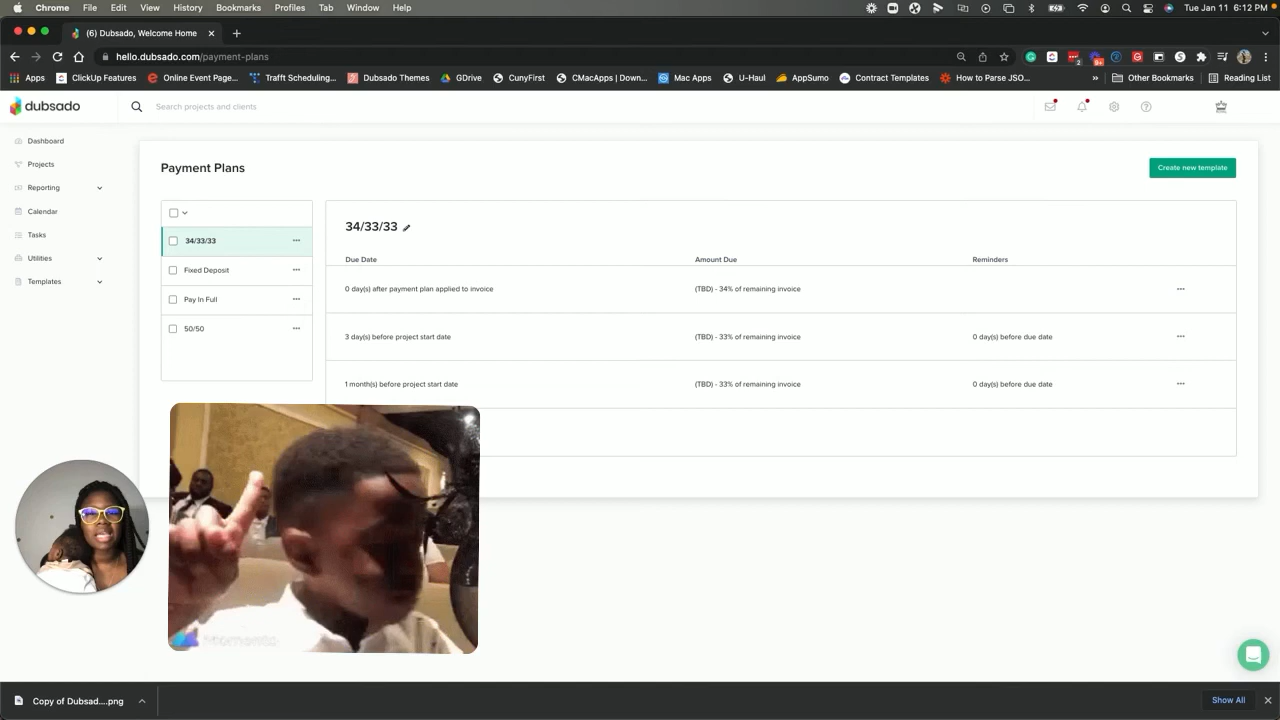 Chrome File Edit View History Bookmarks Profiles Tab Window Help Tue Jan 11 6:12 PM
(6) Dubsado, Welcome Home
hello.dubsado.com/payment-plans
Apps ClickUp Features Online Event Page... Trafft Scheduling... Dubsado Themes GDrive CunyFirst CMacApps | Down... Mac Apps U-Haul AppSumo Contract Templates How to Parse JSO... » Other Bookmarks Reading List
dubsado Search projects and clients
Dashboard
Projects
Reporting
Calendar
Tasks
Utilities
Templates
Payment Plans Create new template
34/33/33
Fixed Deposit
Pay In Full
50/50
34/33/33
Due Date Amount Due Reminders
0 day(s) after payment plan applied to invoice (TBD) - 34% of remaining invoice
3 day(s) before project start date (TBD) - 33% of remaining invoice 0 day(s) before due date
1 month(s) before project start date (TBD) - 33% of remaining invoice 0 day(s) before due date
Copy of Dubsad....png Show All